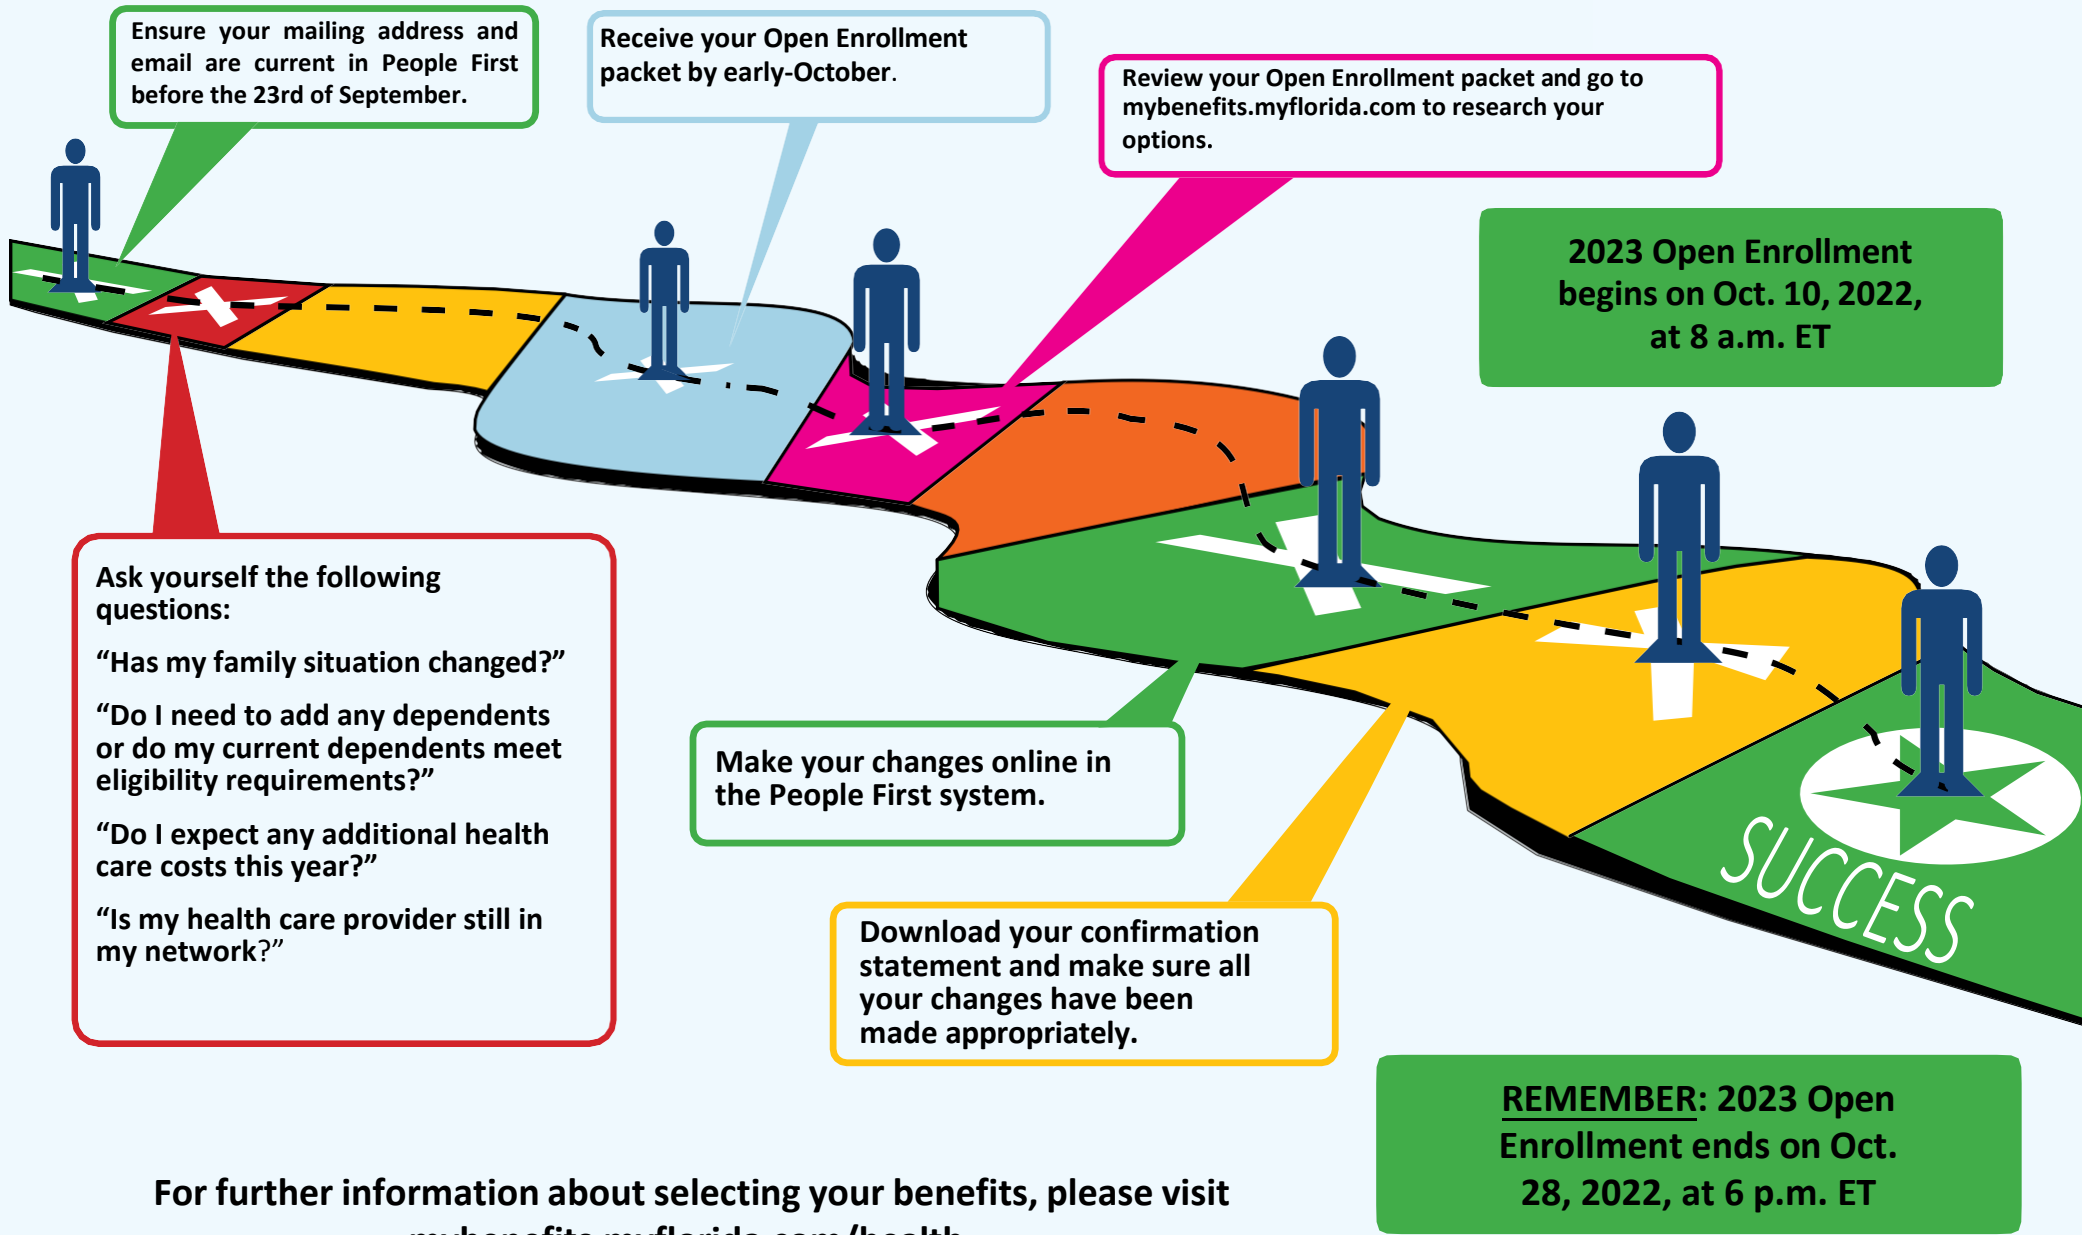 Ensure your mailing address and
email are current in People First
before the 23rd of September.
Receive your Open Enrollment
packet by early-October.
Review your Open Enrollment packet and go to
mybenefits.myflorida.com to research your
options.
2023 Open Enrollment
begins on Oct. 10, 2022,
at 8 a.m. ET
Ask yourself the following
questions:
“Has my family situation changed?”
“Do I need to add any dependents
or do my current dependents meet
eligibility requirements?”
“Do I expect any additional health
care costs this year?”
“Is my health care provider still in
my network?”
Make your changes online in
the People First system.
Download your confirmation
statement and make sure all
your changes have been
made appropriately.
SUCCESS
REMEMBER: 2023 Open
Enrollment ends on Oct.
28, 2022, at 6 p.m. ET
For further information about selecting your benefits, please visit
mybenefits.myflorida.com/health